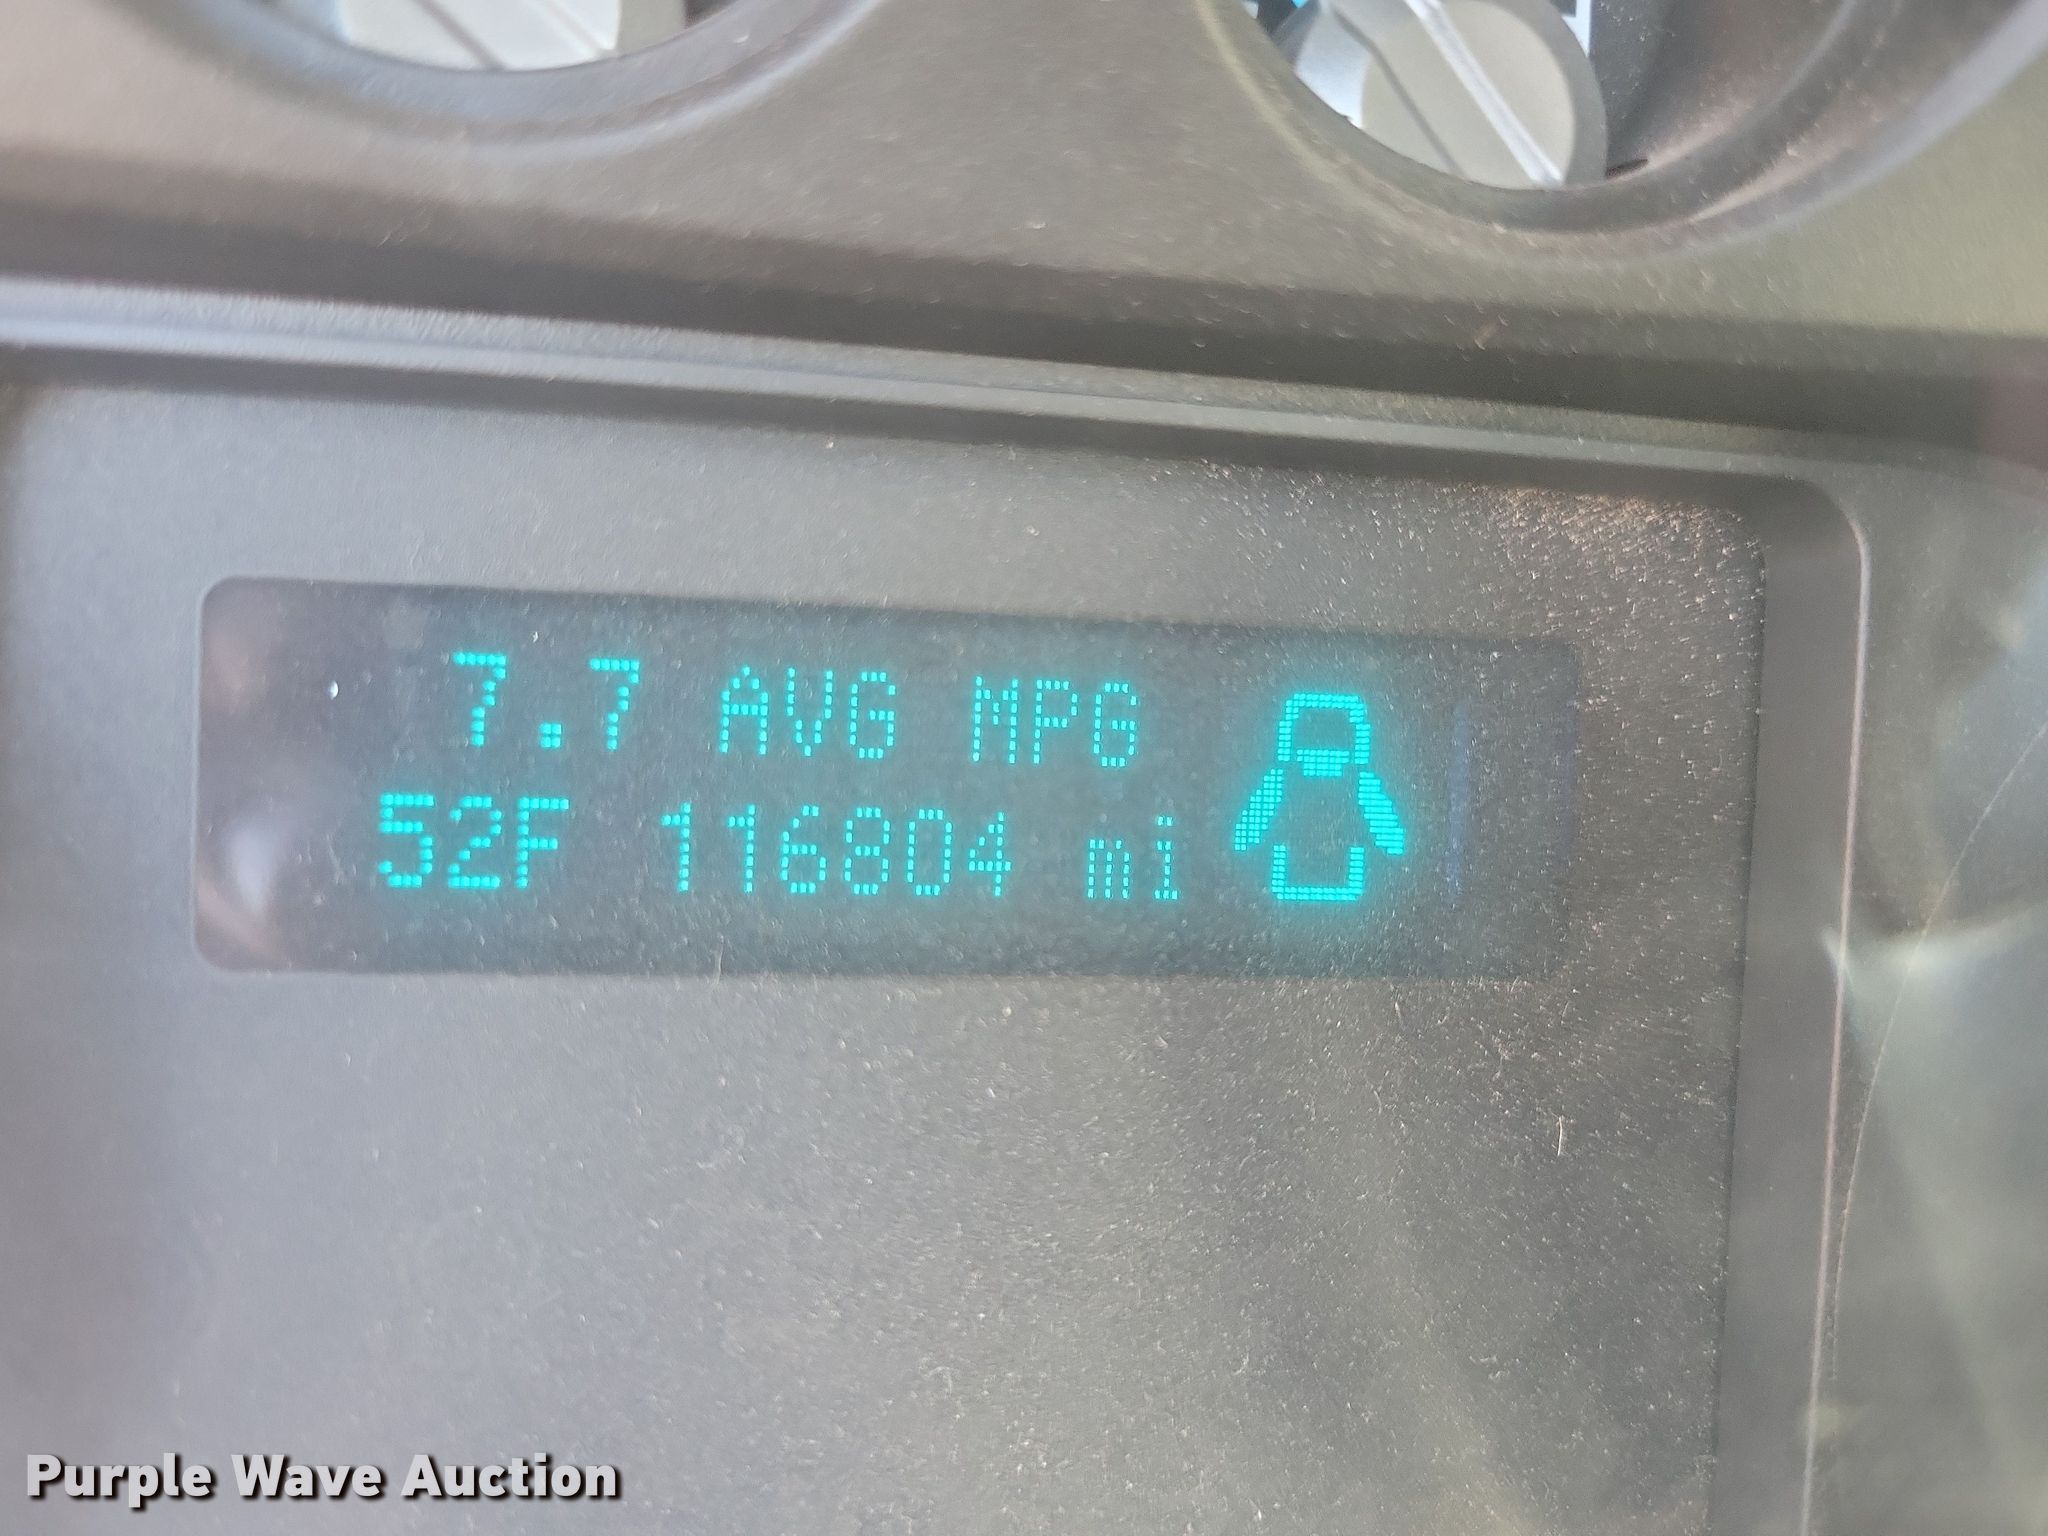 7.7 AVG MPG
52F 116804 mi
Purple Wave Auction